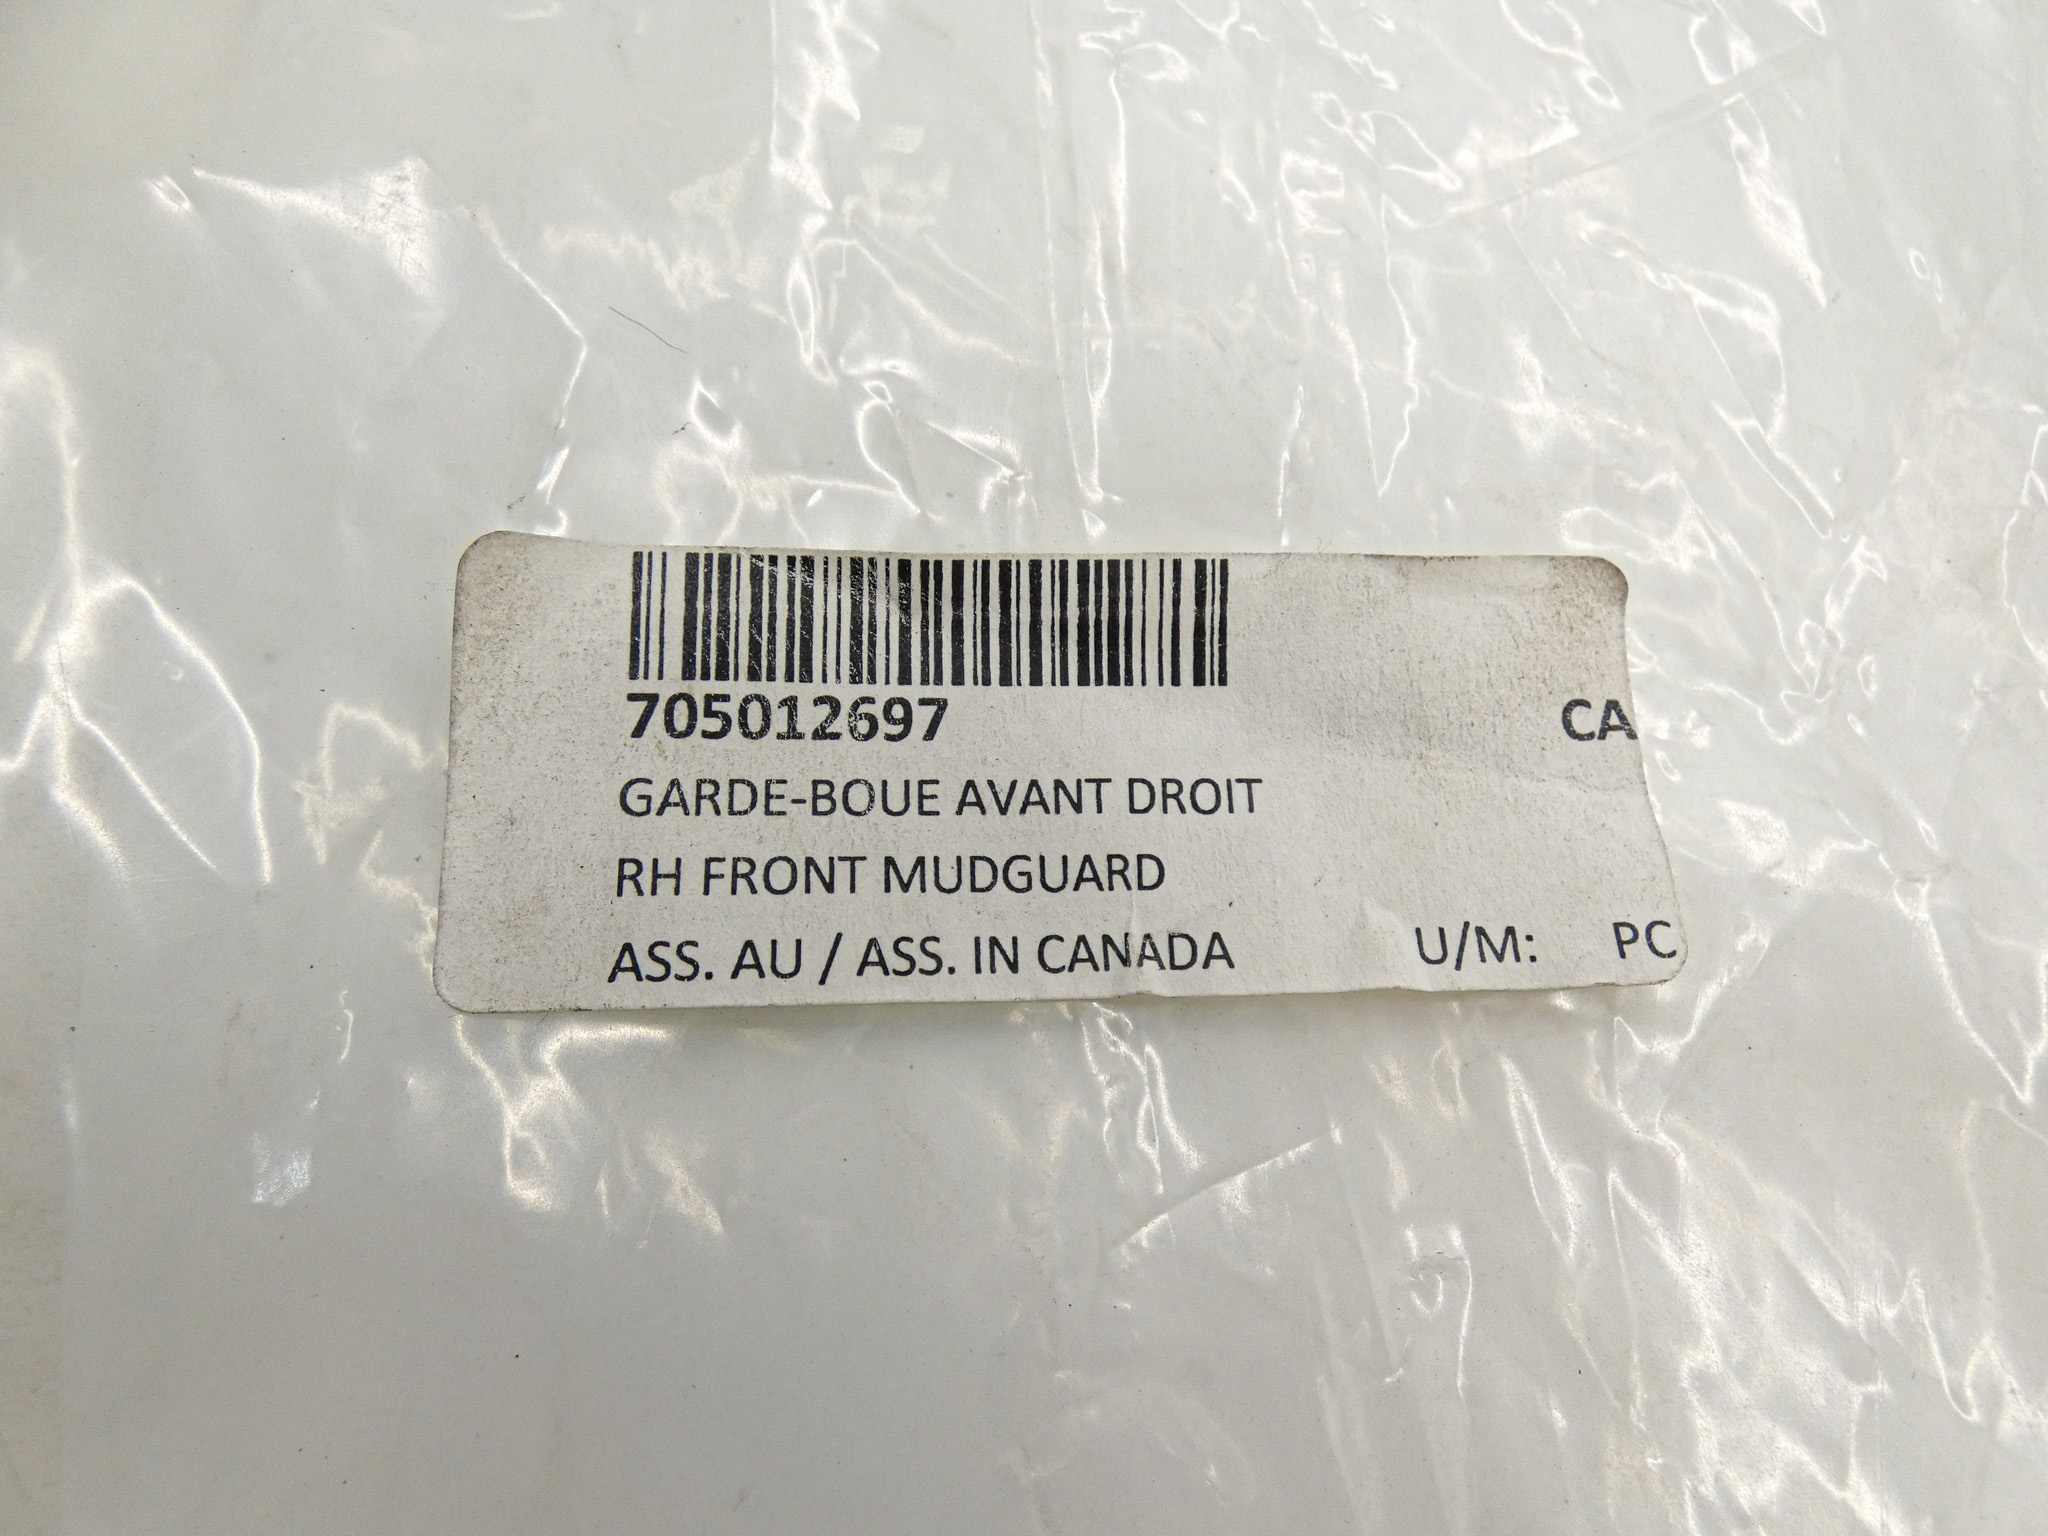 705012697 CA
GARDE-BOUE AVANT DROIT
RH FRONT MUDGUARD
ASS. AU / ASS. IN CANADA U/M: PC